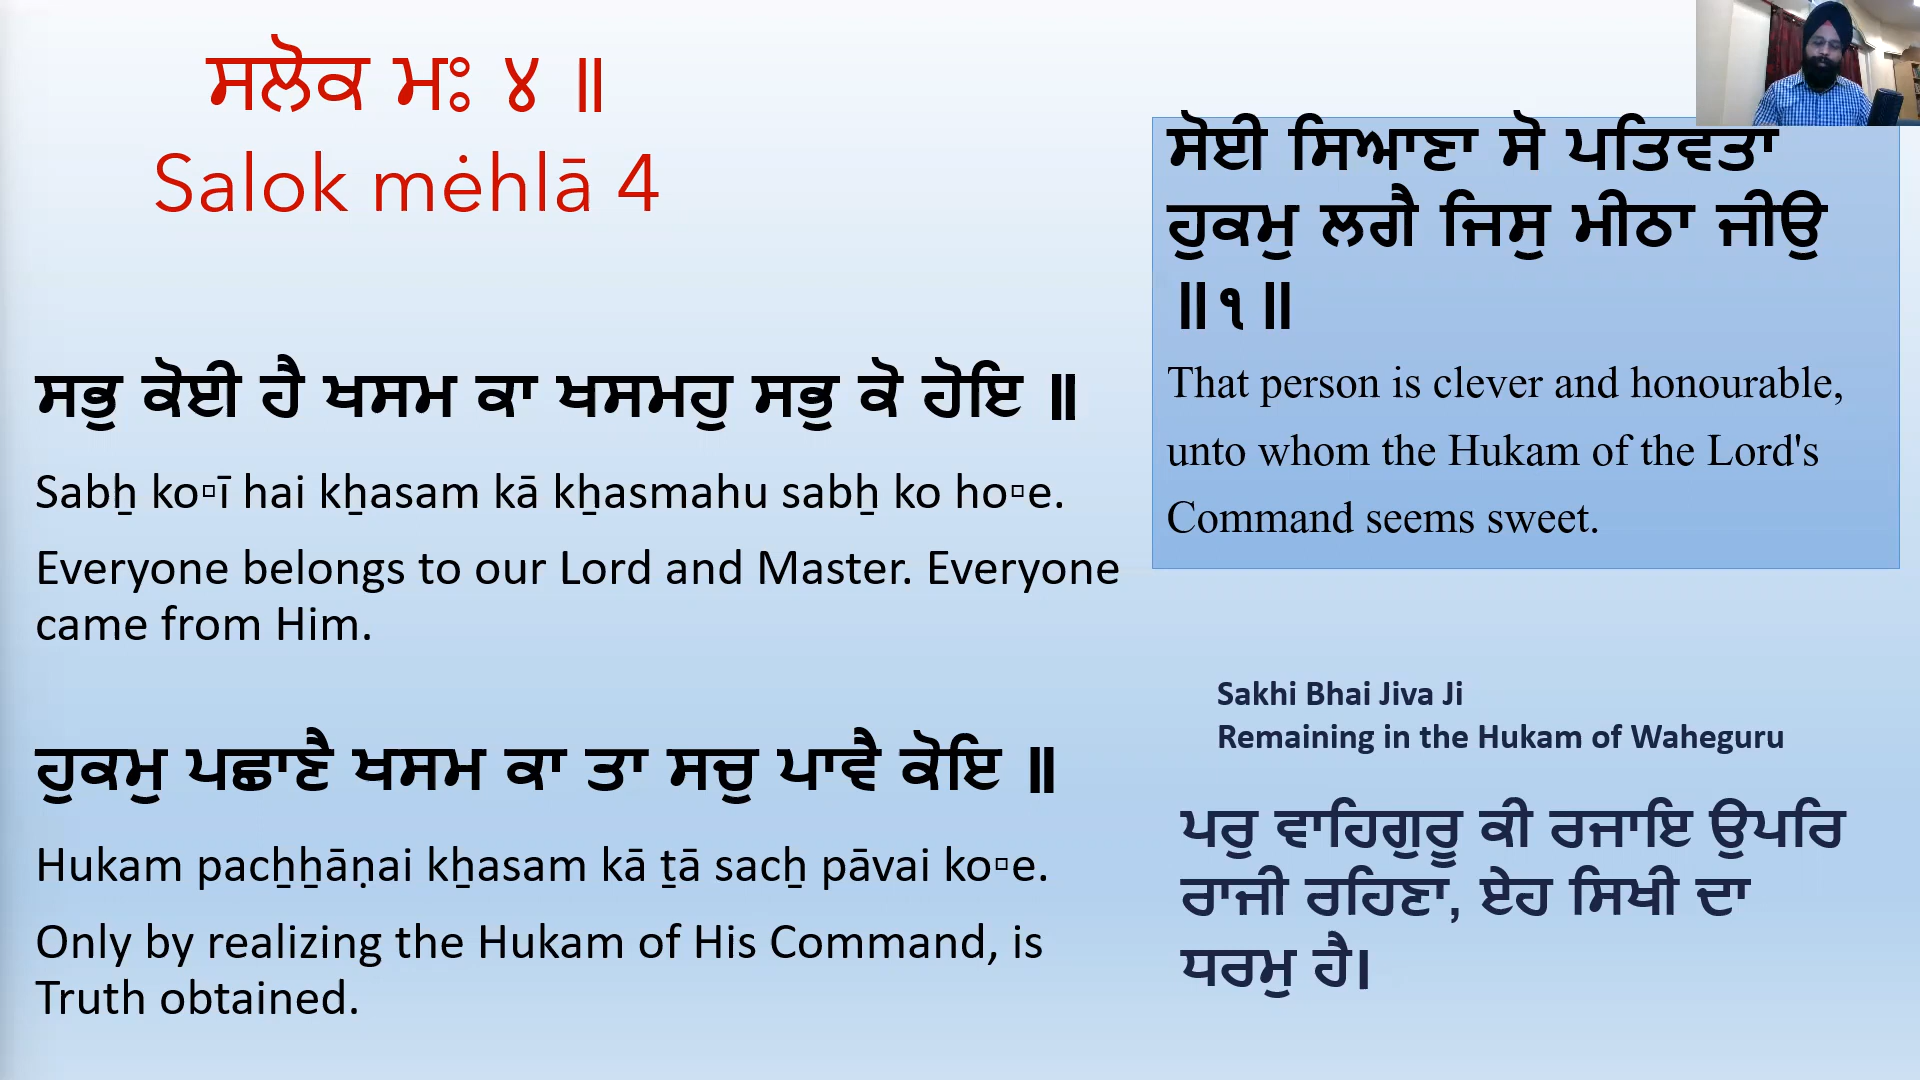 ਸਲੋਕ ਮਃ ੪ ॥
Salok mėhlā 4
ਸਭੁ ਕੋਈ ਹੈ ਖਸਮ ਕਾ ਖਸਮਹੁ ਸਭੁ ਕੋ ਹੋਇ ॥
Sabẖ ko▫ī hai kẖasam kā kẖasmahu sabẖ ko ho▫e.
Everyone belongs to our Lord and Master. Everyone
came from Him.
ਹੁਕਮੁ ਪਛਾਣੈ ਖਸਮ ਕਾ ਤਾ ਸਚੁ ਪਾਵੈ ਕੋਇ ॥
Hukam pacẖẖāṇai kẖasam kā ṯā sacẖ pāvai ko▫e.
Only by realizing the Hukam of His Command, is
Truth obtained.
ਸੋਈ ਸਿਆਣਾ ਸੋ ਪਤਿਵਤਾ
ਹੁਕਮੁ ਲਗੈ ਜਿਸੁ ਮੀਠਾ ਜੀਉ
॥੧॥
That person is clever and honourable,
unto whom the Hukam of the Lord's
Command seems sweet.
Sakhi Bhai Jiva Ji
Remaining in the Hukam of Waheguru
ਪਰੁ ਵਾਹਿਗੁਰੂ ਕੀ ਰਜਾਇ ਉਪਰਿ
ਰਾਜੀ ਰਹਿਣਾ, ਏਹ ਸਿਖੀ ਦਾ
ਧਰਮੁ ਹੈ।